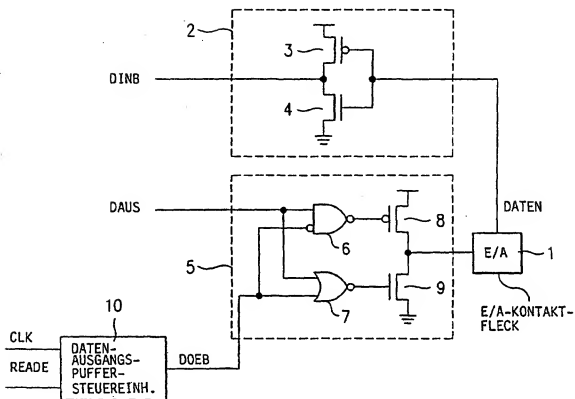 2
3
DINB
4
DAUS
DATEN
8
6
E/A
1
5
9
7
E/A-KONTAKT-
FLECK
10
CLK
DATEN-
AUSGANGS-
PUFFER-
STEUEREINH.
READE
DOEB